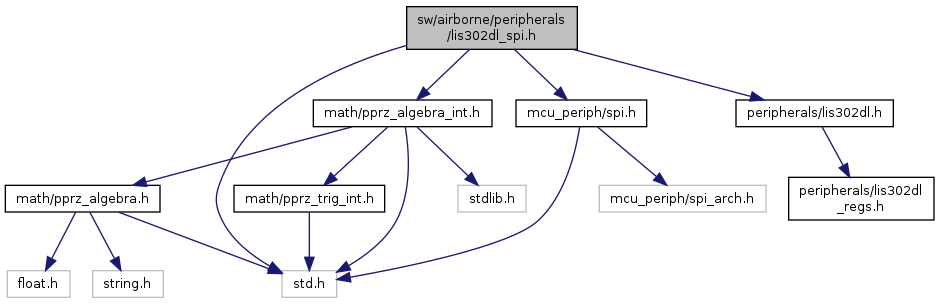 sw/airborne/peripherals
/lis302dl_spi.h
math/pprz_algebra_int.h
mcu_periph/spi.h
peripherals/lis302dl.h
math/pprz_algebra.h
math/pprz_trig_int.h
stdlib.h
mcu_periph/spi_arch.h
peripherals/lis302dl
_regs.h
float.h
string.h
std.h